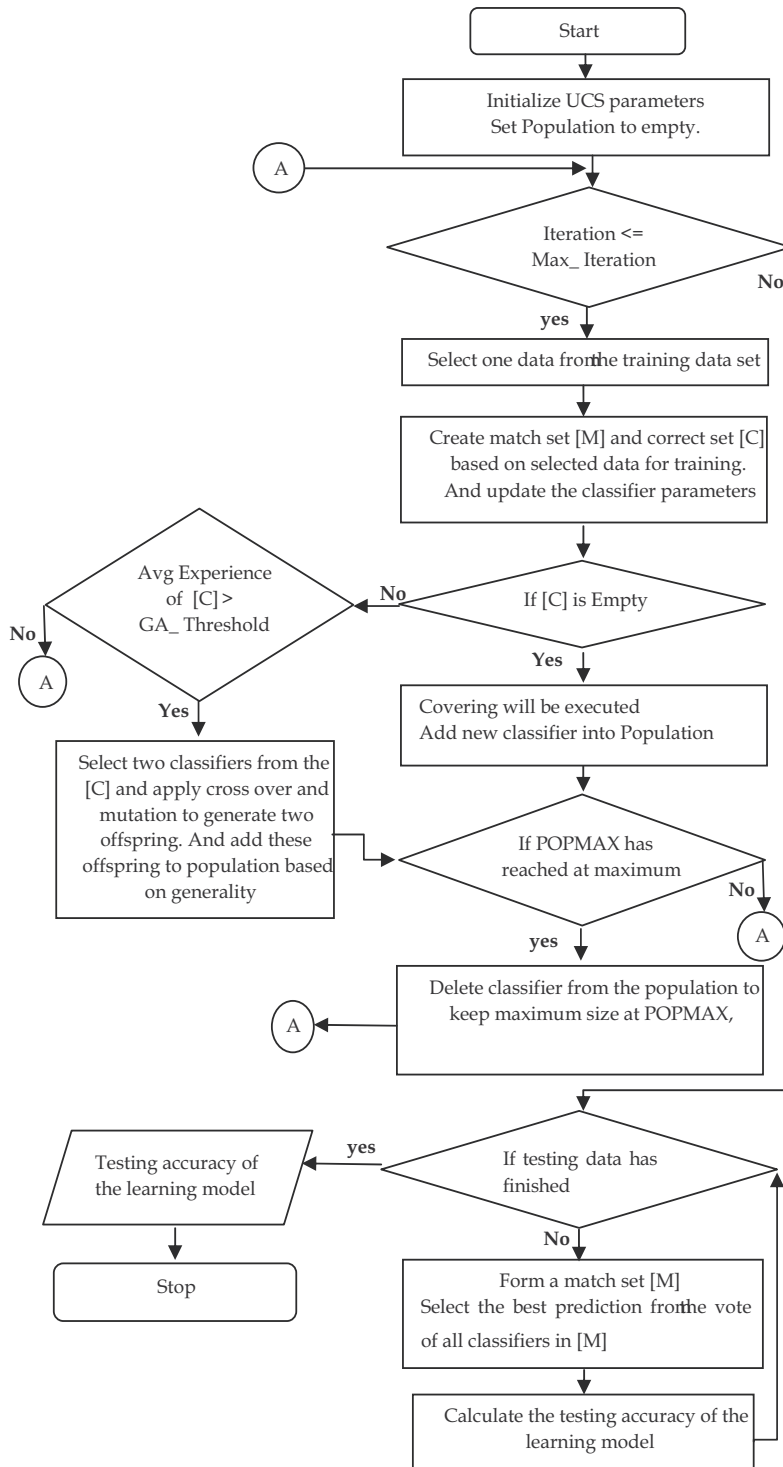 Start
Initialize UCS parameters
Set Population to empty.
A
Iteration <=
Max_ Iteration
No
yes
Select one data from the training data set
Create match set [M] and correct set [C]
based on selected data for training.
And update the classifier parameters
Avg Experience
of [C] >
GA_ Threshold
No
If [C] is Empty
No
A
Yes
Yes
Covering will be executed
Add new classifier into Population
Select two classifiers from the
[C] and apply cross over and
mutation to generate two
offspring. And add these
offspring to population based
on generality
If POPMAX has
reached at maximum
No
A
yes
Delete classifier from the population to
keep maximum size at POPMAX,
A
If testing data has
finished
yes
Testing accuracy of
the learning model
Stop
No
Form a match set [M]
Select the best prediction from the vote
of all classifiers in [M]
Calculate the testing accuracy of the
learning model